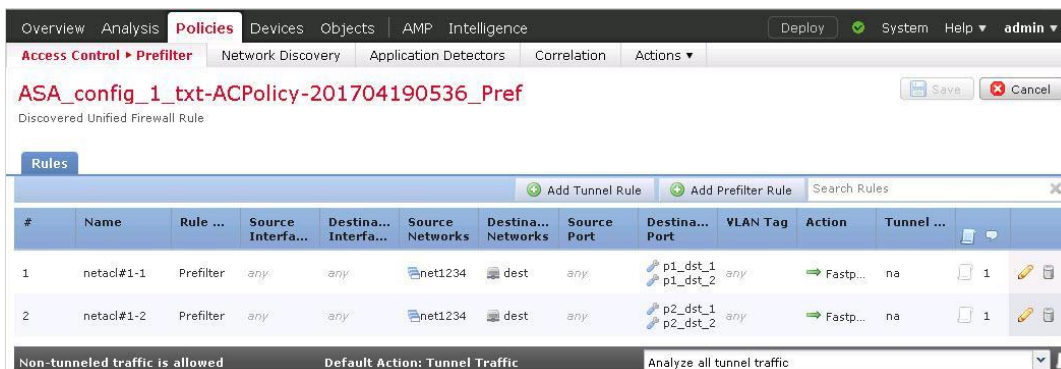 Overview Analysis Policies Devices Objects AMP Intelligence Deploy System Help admin
Access Control ▸ Prefilter Network Discovery Application Detectors Correlation Actions
ASA_config_1_txt-ACPolicy-201704190536_Pref Save Cancel
Discovered Unified Firewall Rule
Rules
Add Tunnel Rule Add Prefilter Rule Search Rules
# Name Rule ... Source Interfa... Destina... Interfa... Source Networks Destina... Networks Source Port Destina... Port VLAN Tag Action Tunnel ...
1 netacl#1-1 Prefilter any any net1234 dest any p1_dst_1 p1_dst_2 any Fastp... na 1
2 netacl#1-2 Prefilter any any net1234 dest any p2_dst_1 p2_dst_2 any Fastp... na 1
Non-tunneled traffic is allowed Default Action: Tunnel Traffic Analyze all tunnel traffic